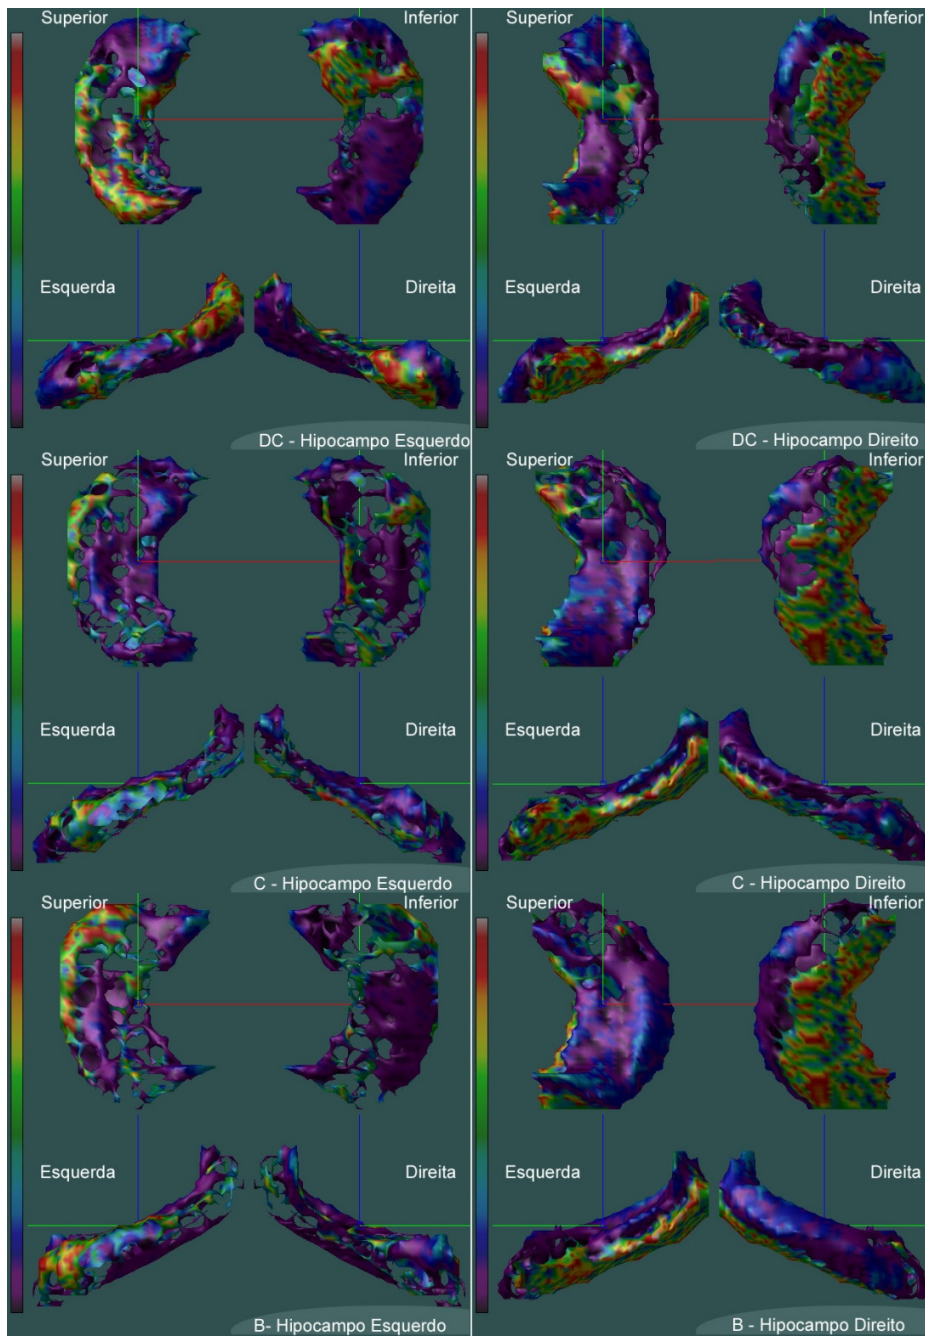 Superior Inferior
Esquerda Direita
DC - Hipocampo Esquerdo
Superior Inferior
Esquerda Direita
DC - Hipocampo Direito
Superior Inferior
Esquerda Direita
C - Hipocampo Esquerdo
Superior Inferior
Esquerda Direita
C - Hipocampo Direito
Superior Inferior
Esquerda Direita
B- Hipocampo Esquerdo
Superior Inferior
Esquerda Direita
B - Hipocampo Direito